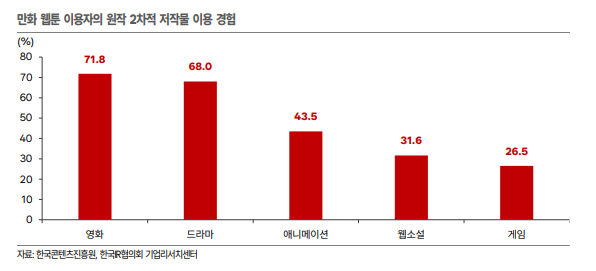 만화 웹툰 이용자의 원작 2차적 저작물 이용 경험
(%)
80
70
60
50
40
30
20
10
0
71.8
68.0
43.5
31.6
26.5
영화
드라마
애니메이션
웹소설
게임
자료: 한국콘텐츠진흥원, 한국IR협의회 기업리서치센터